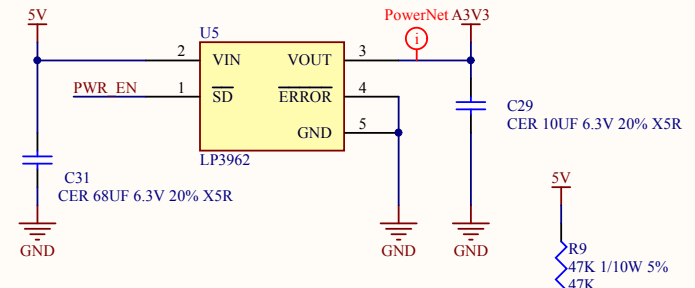 5V
PowerNet A3V3
U5
i
2 VIN VOUT 3
PWR_EN 1 SD ERROR 4
GND 5
LP3962
C29
CER 10UF 6.3V 20% X5R
C31
CER 68UF 6.3V 20% X5R
5V
GND
GND
GND
R9
47K 1/10W 5%
47K